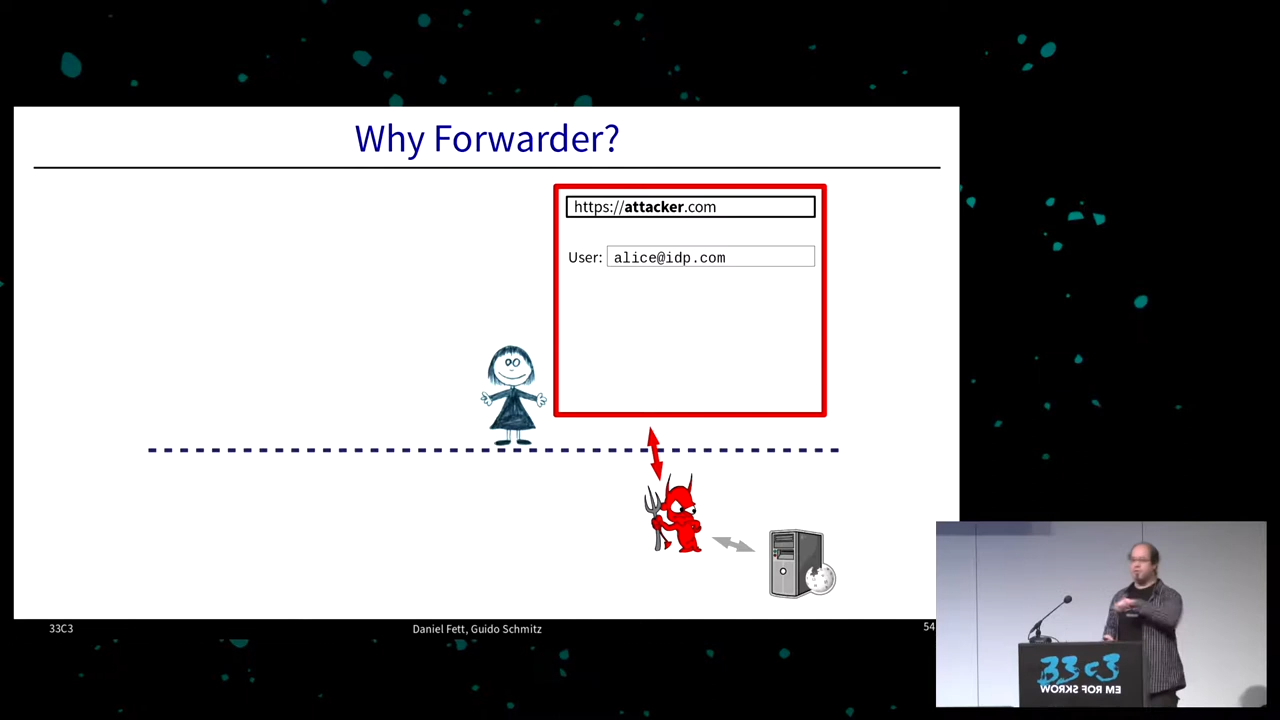 Why Forwarder?
https://attacker.com
User: alice@idp.com
33C3
Daniel Fett, Guido Schmitz
54
33c3
WORKS FOR ME